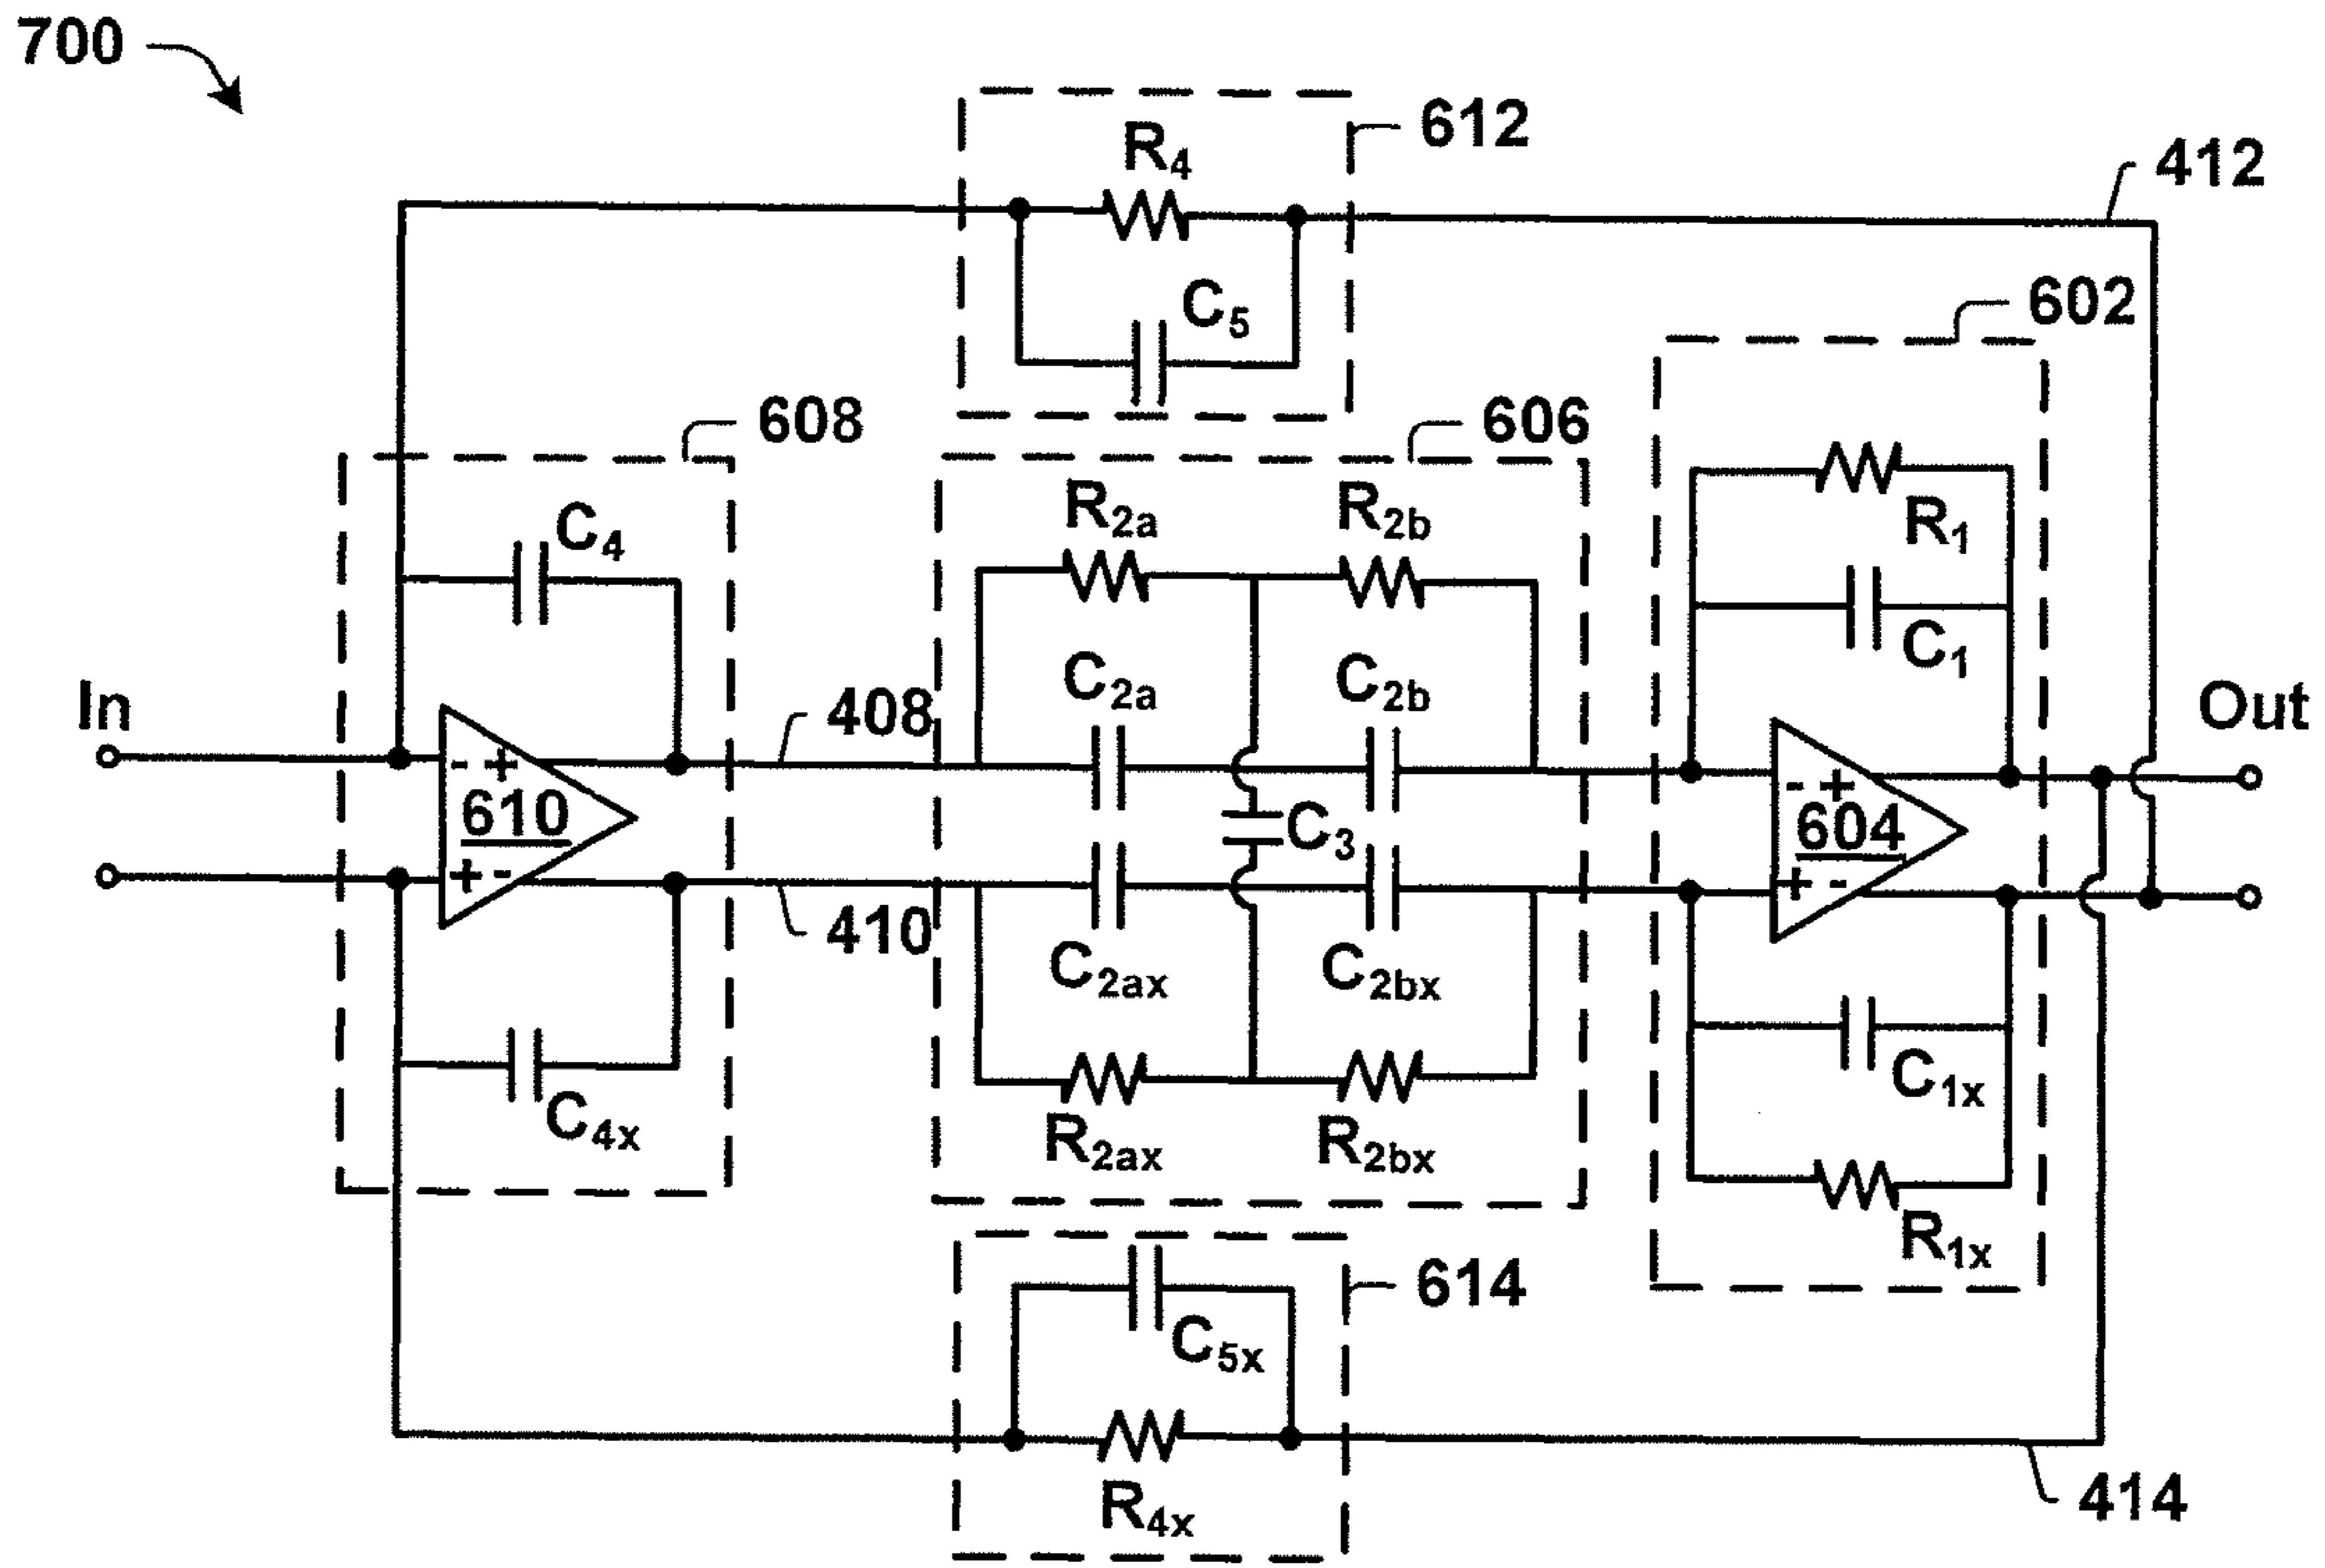 700
612
R4
412
C5
602
608
606
R2a
R2b
R1
C4
C2a
C2b
C1
In
408
Out
- +
610
+ -
C3
- +
604
+ -
410
C2ax
C2bx
C1x
C4x
R2ax
R2bx
R1x
614
C5x
R4x
414